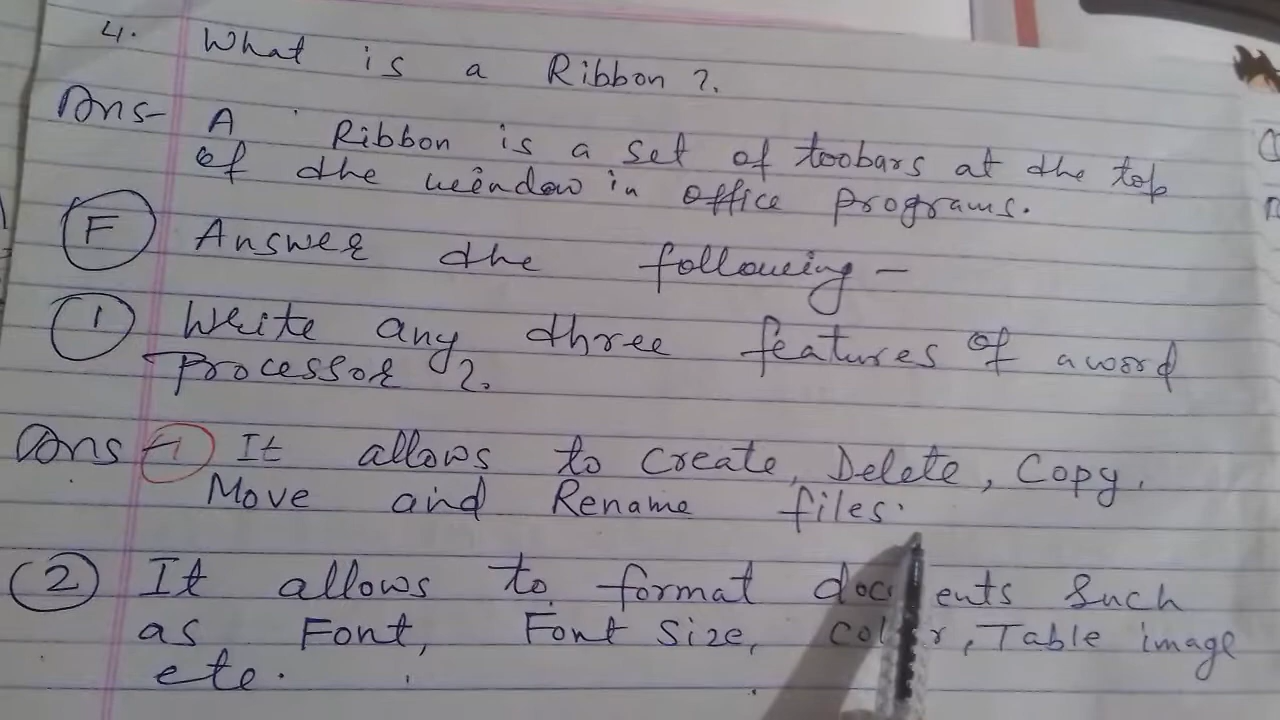 4. What is a Ribbon ?.
Ans- A Ribbon is a set of toobars at the top
of the window in office programs.
F Answer the following -
1 Write any three features of a word
Processor ?.
Ans - 1 It allows to Create, Delete, Copy,
Move and Rename files.
2 It allows to format such
as Font, Font Size, Table image
etc.